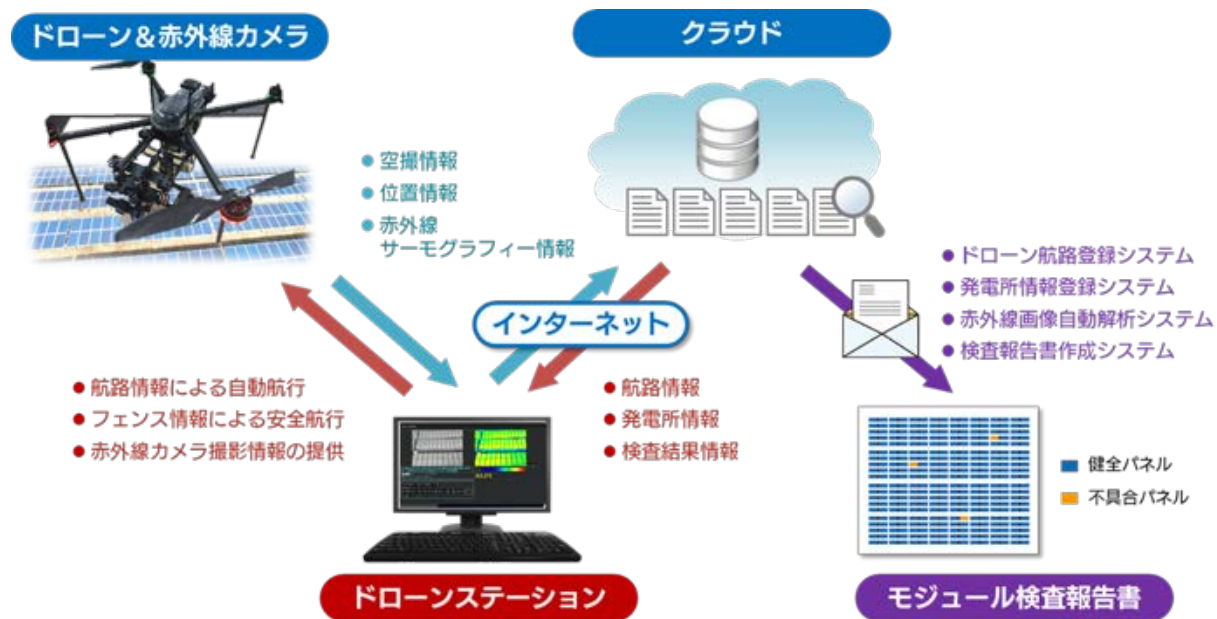 ドローン&赤外線カメラ
クラウド
● 空撮情報
● 位置情報
● 赤外線
サーモグラフィー情報
インターネット
● ドローン航路登録システム
● 発電所情報登録システム
● 赤外線画像自動解析システム
● 検査報告書作成システム
● 航路情報による自動航行
● フェンス情報による安全航行
● 赤外線カメラ撮影情報の提供
● 航路情報
● 発電所情報
● 検査結果情報
健全パネル
不具合パネル
ドローンステーション
モジュール検査報告書